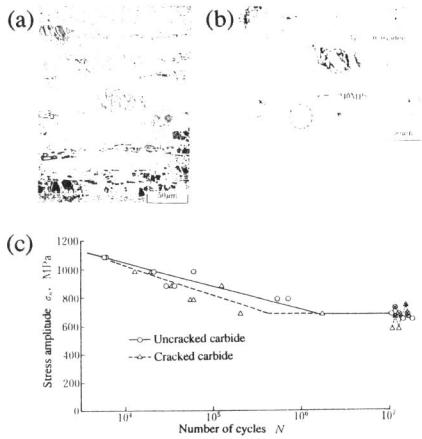 (a)
(b)
50μm
(c)
1200
1000
800
600
400
200
0
Stress amplitude σa, MPa
Uncracked carbide
Cracked carbide
10⁴
10⁵
10⁶
10⁷
Number of cycles N